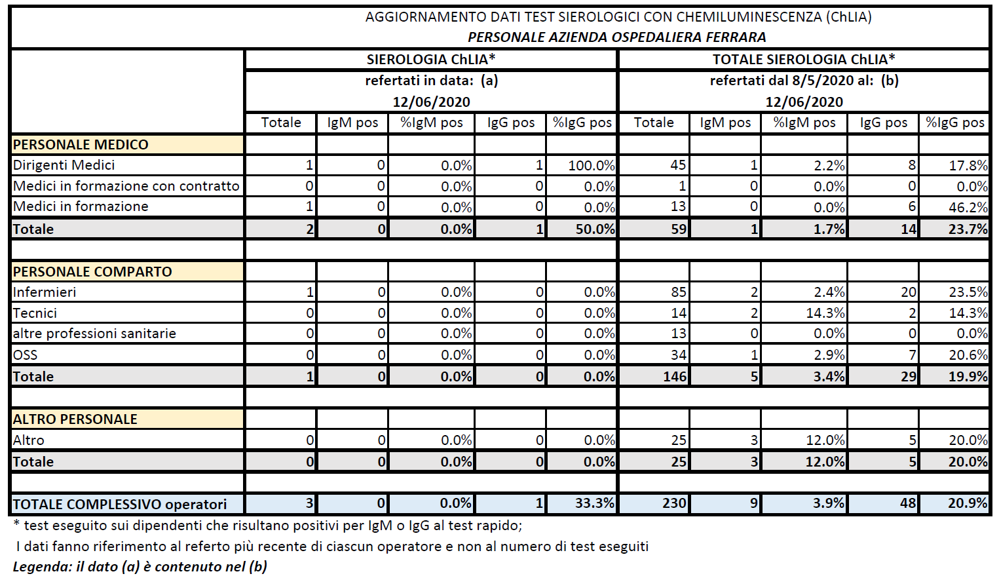 AGGIORNAMENTO DATI TEST SIEROLOGICI CON CHEMILUMINESCENZA (ChLIA)
PERSONALE AZIENDA OSPEDALIERA FERRARA
SIEROLOGIA ChLIA* TOTALE SIEROLOGIA ChLIA*
refertati in data: (a) refertati dal 8/5/2020 al: (b)
12/06/2020 12/06/2020
Totale IgM pos %IgM pos IgG pos %IgG pos Totale IgM pos %IgM pos IgG pos %IgG pos
PERSONALE MEDICO
Dirigenti Medici 1 0 0.0% 1 100.0% 45 1 2.2% 8 17.8%
Medici in formazione con contratto 0 0 0.0% 0 0.0% 1 0 0.0% 0 0.0%
Medici in formazione 1 0 0.0% 0 0.0% 13 0 0.0% 6 46.2%
Totale 2 0 0.0% 1 50.0% 59 1 1.7% 14 23.7%
PERSONALE COMPARTO
Infermieri 1 0 0.0% 0 0.0% 85 2 2.4% 20 23.5%
Tecnici 0 0 0.0% 0 0.0% 14 2 14.3% 2 14.3%
altre professioni sanitarie 0 0 0.0% 0 0.0% 13 0 0.0% 0 0.0%
OSS 0 0 0.0% 0 0.0% 34 1 2.9% 7 20.6%
Totale 1 0 0.0% 0 0.0% 146 5 3.4% 29 19.9%
ALTRO PERSONALE
Altro 0 0 0.0% 0 0.0% 25 3 12.0% 5 20.0%
Totale 0 0 0.0% 0 0.0% 25 3 12.0% 5 20.0%
TOTALE COMPLESSIVO operatori 3 0 0.0% 1 33.3% 230 9 3.9% 48 20.9%
* test eseguito sui dipendenti che risultano positivi per IgM o IgG al test rapido;
I dati fanno riferimento al referto più recente di ciascun operatore e non al numero di test eseguiti
Legenda: il dato (a) è contenuto nel (b)